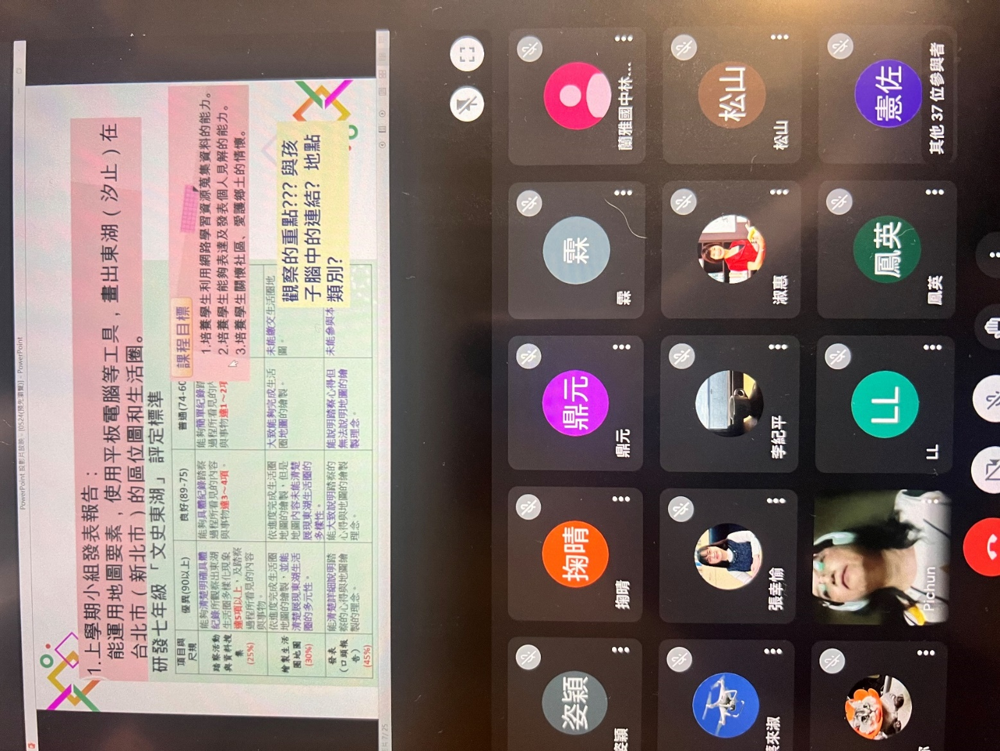 PowerPoint 投影片放映 - [0524(預先瀏覽)] - PowerPoint
1.上學期小組發表報告：
能運用地圖要素，使用平板電腦等工具，畫出東湖（汐止）在
台北市（新北市）的區位圖和生活圈。
研發七年級「文史東湖」評定標準
課程目標
1.培養學生利用網路學習資源蒐集資料的能力。
2.培養學生能夠表達及發表個人見解的能力。
3.培養學生關懷社區、愛護鄉土的情懷。
觀察的重點??? 與孩
子腦中的連結？地點
類別？
項目與
尺規
優異(90以上)
良好(89-75)
普通(74-60
踏察活動
與資料搜
集
(25%)
能夠清楚明確具體
紀錄所觀察出東湖
生活圈多樣化現象
達5項以上，及踏察
過程所看見的內容
與事物。
能夠具體紀錄踏察
過程所看見的內容
與事物達3～4項。
能夠簡單紀錄踏
過程所看見的內
與事物達1～2項
繪製生活
圈地圖
(30%)
依進度完成生活圈
地圖的繪製，並能
清楚展現東湖生活
圈的多元性。
依進度完成生活圈
地圖的繪製，但是
地圖內容未能清楚
展現東湖生活圈的
多樣性。
大致能夠完成生活
圈地圖的繪製。
未能繳交生活圈地
圖。
發表
（口頭報
告）
(45%)
能清楚詳細說明踏
察的心得與地圖繪
製的理念。
能大致說明踏察的
心得與地圖的繪製
理念。
能說明踏察心得但
無法說明地圖的繪
製理念。
未能參與本
7/25
姿穎
姿穎
掬晴
掬晴
鼎元
鼎元
霖
霖
蘭雅國中林...
來淑
張幸愉
李紀平
淑惠
松山
松山
Pichun
LL
LL
鳳英
鳳英
憲佐
其他 37 位參與者